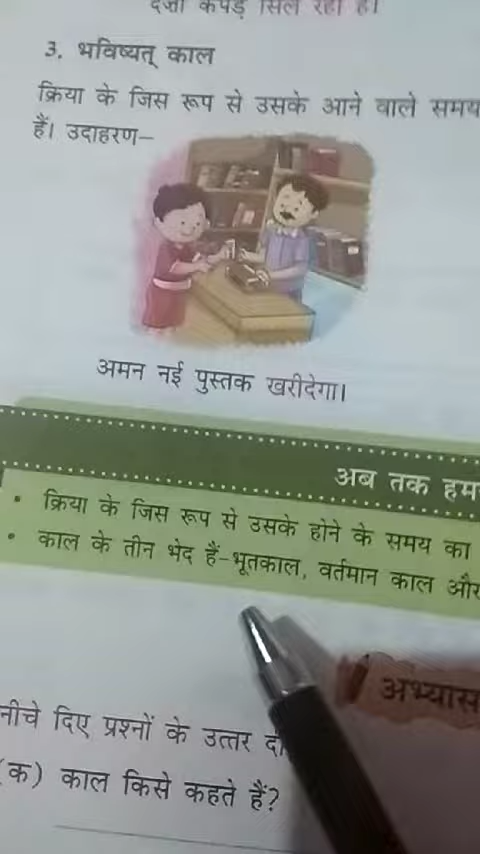 दर्जी कपड़े सिल रहा है।
3. भविष्यत् काल
क्रिया के जिस रूप से उसके आने वाले समय
हैं। उदाहरण–
अमन नई पुस्तक खरीदेगा।
अब तक हम
क्रिया के जिस रूप से उसके होने के समय का
काल के तीन भेद हैं–भूतकाल, वर्तमान काल और
अभ्यास
नीचे दिए प्रश्नों के उत्तर
(क) काल किसे कहते हैं?